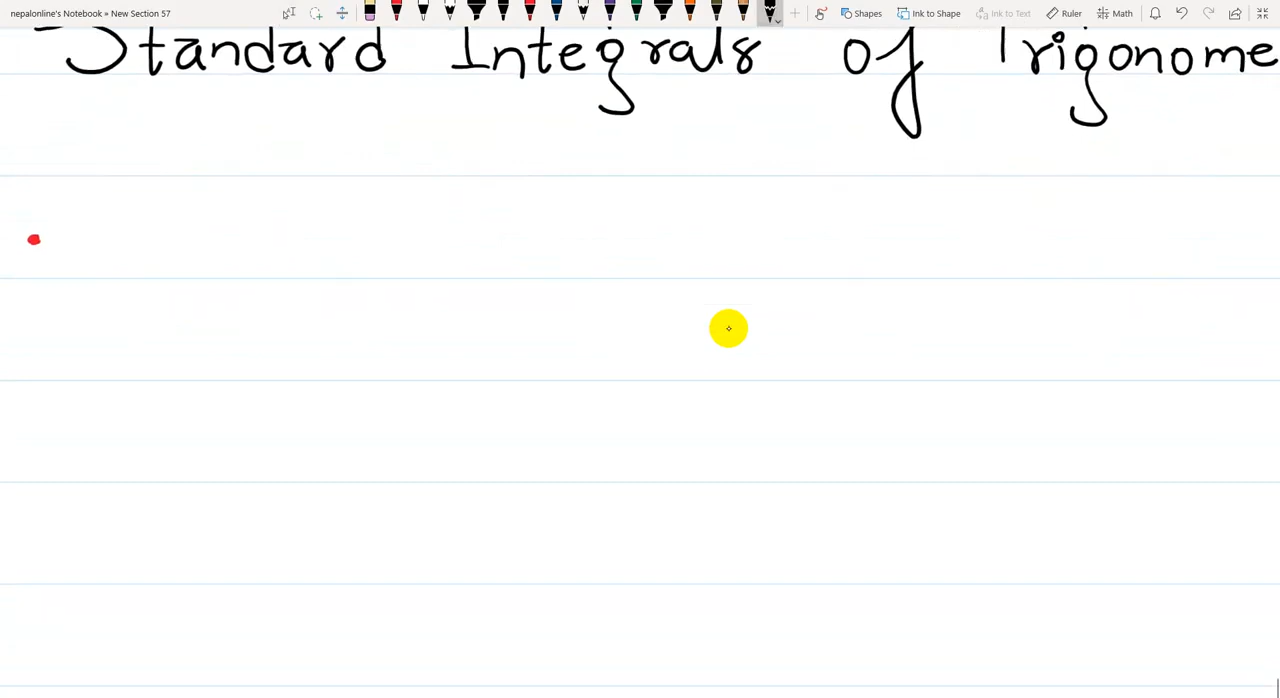 nepalonline's Notebook » New Section 57
Shapes Ink to Shape Ink to Text Ruler Math
Standard Integrals of Trigonome